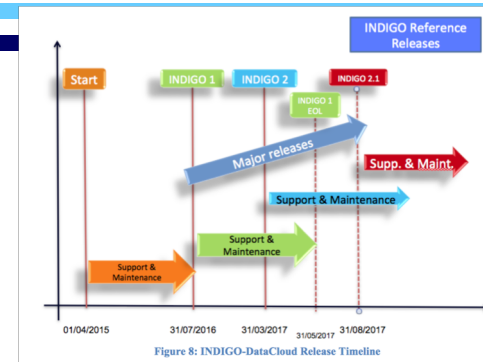 INDIGO Reference
Releases
Start
INDIGO 1
INDIGO 2
INDIGO 2.1
INDIGO 1
EOL
Major releases
Supp. & Maint.
Support & Maintenance
Support &
Maintenance
Support &
Maintenance
01/04/2015
31/07/2016
31/03/2017
31/05/2017
31/08/2017
Figure 8: INDIGO-DataCloud Release Timeline